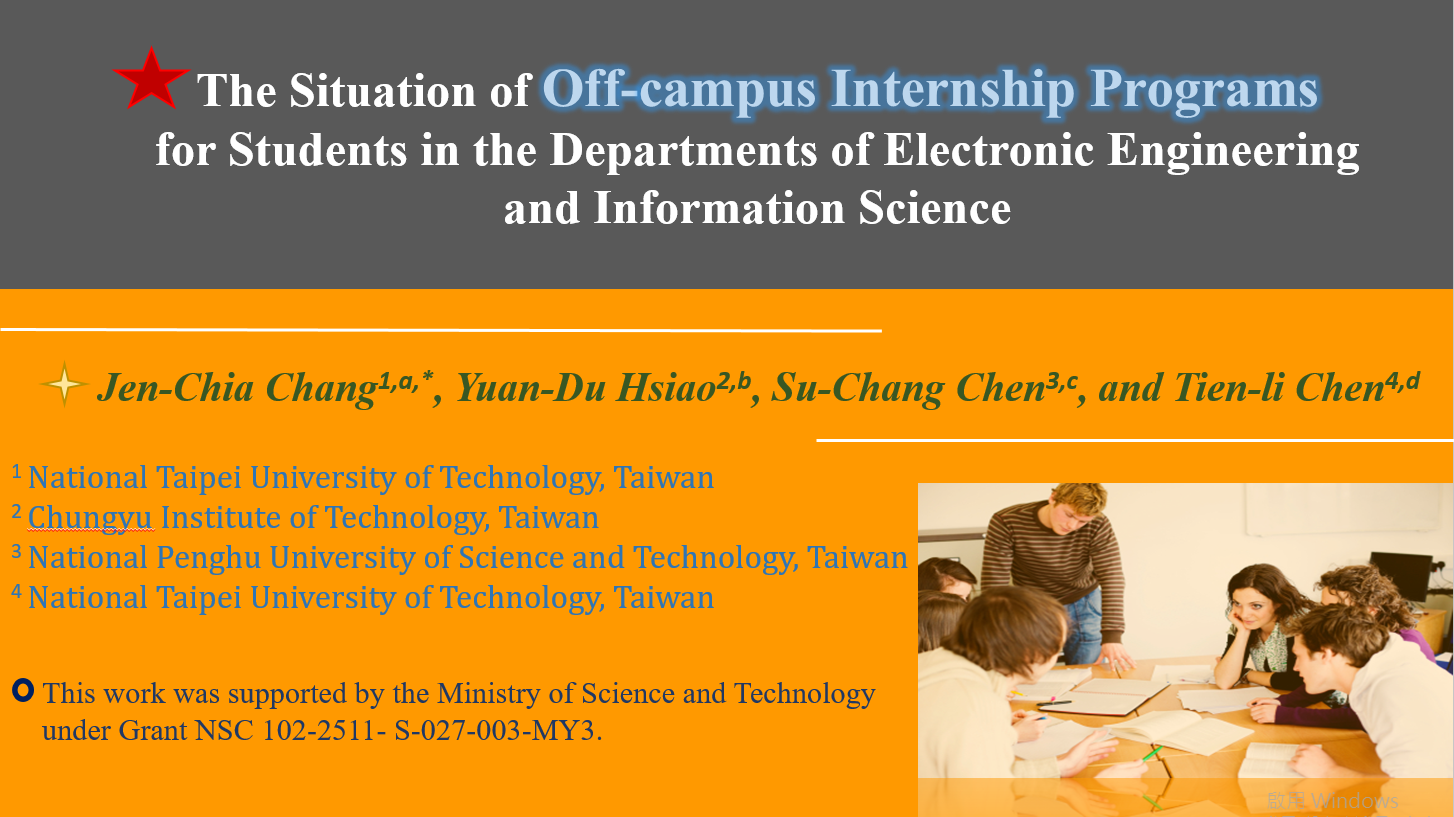 The Situation of Off-campus Internship Programs
for Students in the Departments of Electronic Engineering
and Information Science
Jen-Chia Chang1,a,*, Yuan-Du Hsiao2,b, Su-Chang Chen3,c, and Tien-li Chen4,d
1 National Taipei University of Technology, Taiwan
2 Chungyu Institute of Technology, Taiwan
3 National Penghu University of Science and Technology, Taiwan
4 National Taipei University of Technology, Taiwan
This work was supported by the Ministry of Science and Technology
under Grant NSC 102-2511- S-027-003-MY3.
啟用 Windows